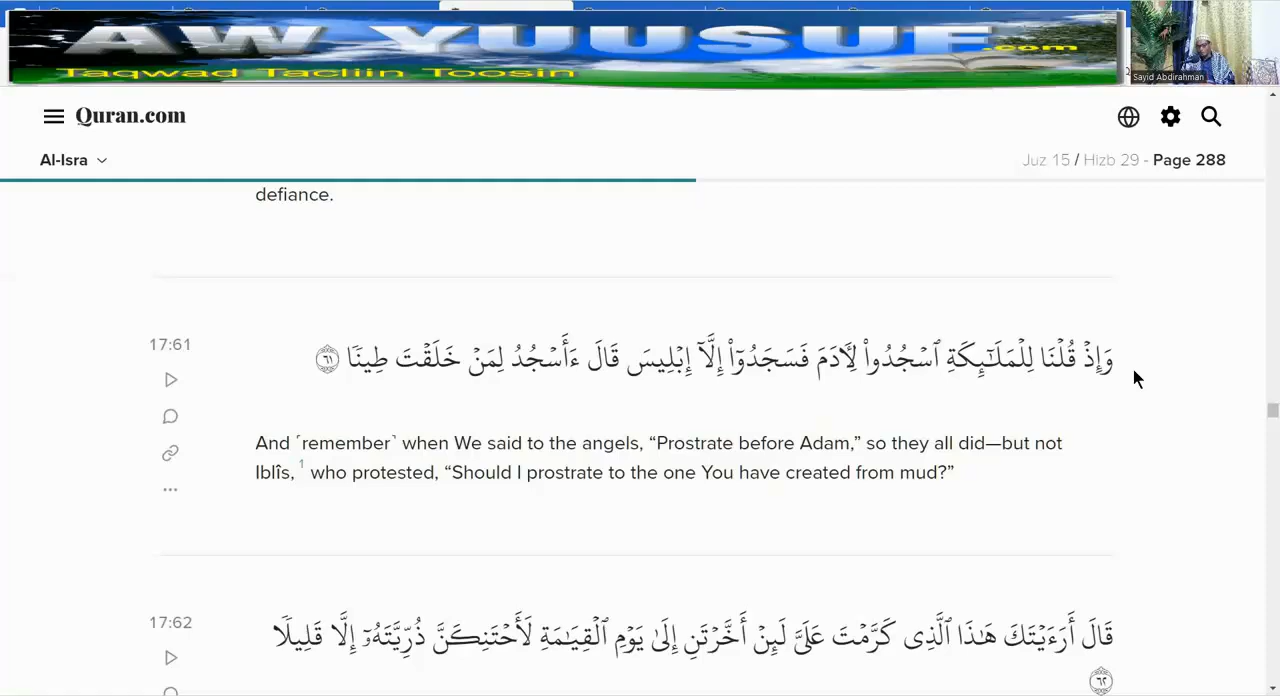 AW YUUSUF.com
Taqwad Tacliin Toosin
Sayid Abdirahman
Quran.com
Al-Isra
Juz 15 / Hizb 29 - Page 288
defiance.
17:61
وَإِذْ قُلْنَا لِلْمَلَـٰٓئِكَةِ ٱسْجُدُوا۟ لِـَٔادَمَ فَسَجَدُوٓا۟ إِلَّآ إِبْلِيسَ قَالَ ءَأَسْجُدُ لِمَنْ خَلَقْتَ طِينًۭا ٦١
And ˹remember˺ when We said to the angels, “Prostrate before Adam,” so they all did—but not
Iblîs, 1 who protested, “Should I prostrate to the one You have created from mud?”
17:62
قَالَ أَرَءَيْتَكَ هَـٰذَا ٱلَّذِى كَرَّمْتَ عَلَىَّ لَئِنْ أَخَّرْتَنِ إِلَىٰ يَوْمِ ٱلْقِيَـٰمَةِ لَأَحْتَنِكَنَّ ذُرِّيَّتَهُۥٓ إِلَّا قَلِيلًۭا
٦٢